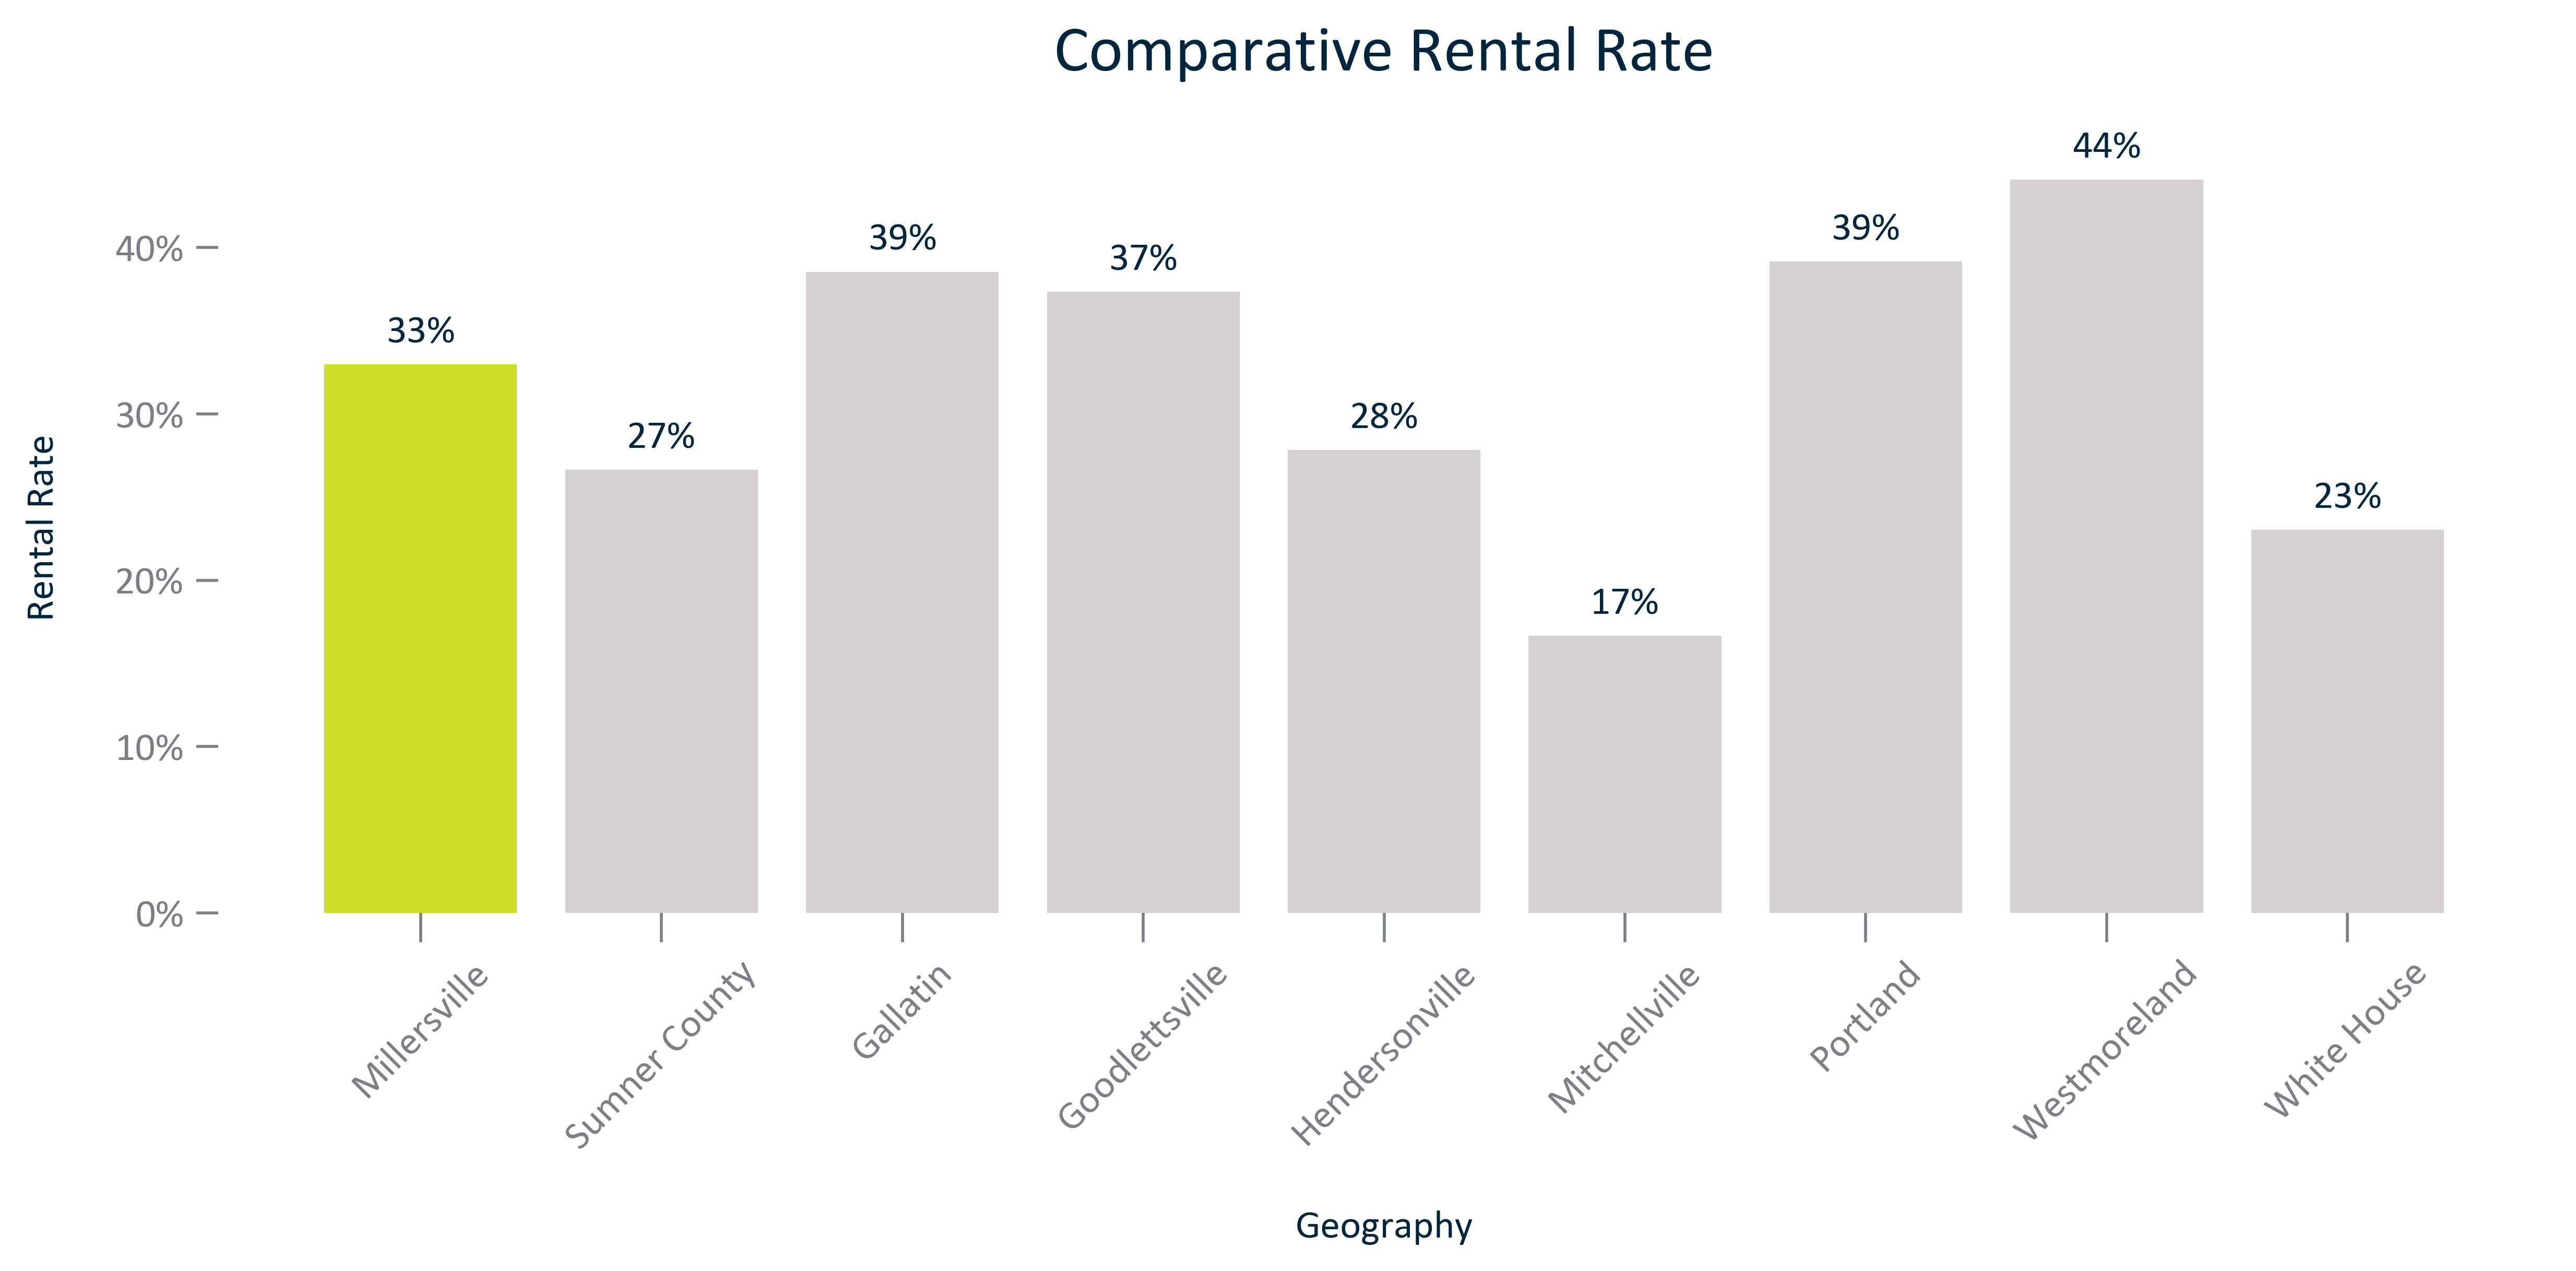 Comparative Rental Rate
44%
39%
39%
37%
33%
28%
27%
23%
17%
40%
30%
20%
10%
0%
Rental Rate
Millersville
Sumner County
Gallatin
Goodlettsville
Hendersonville
Mitchellville
Portland
Westmoreland
White House
Geography